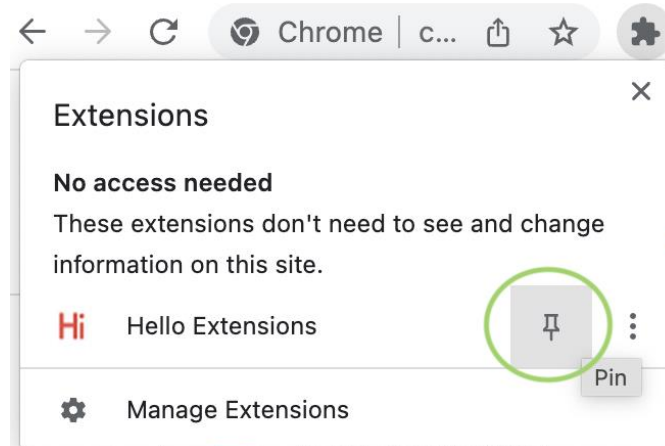 Chrome | c...
Extensions
No access needed
These extensions don't need to see and change
information on this site.
Hi Hello Extensions
Pin
Manage Extensions